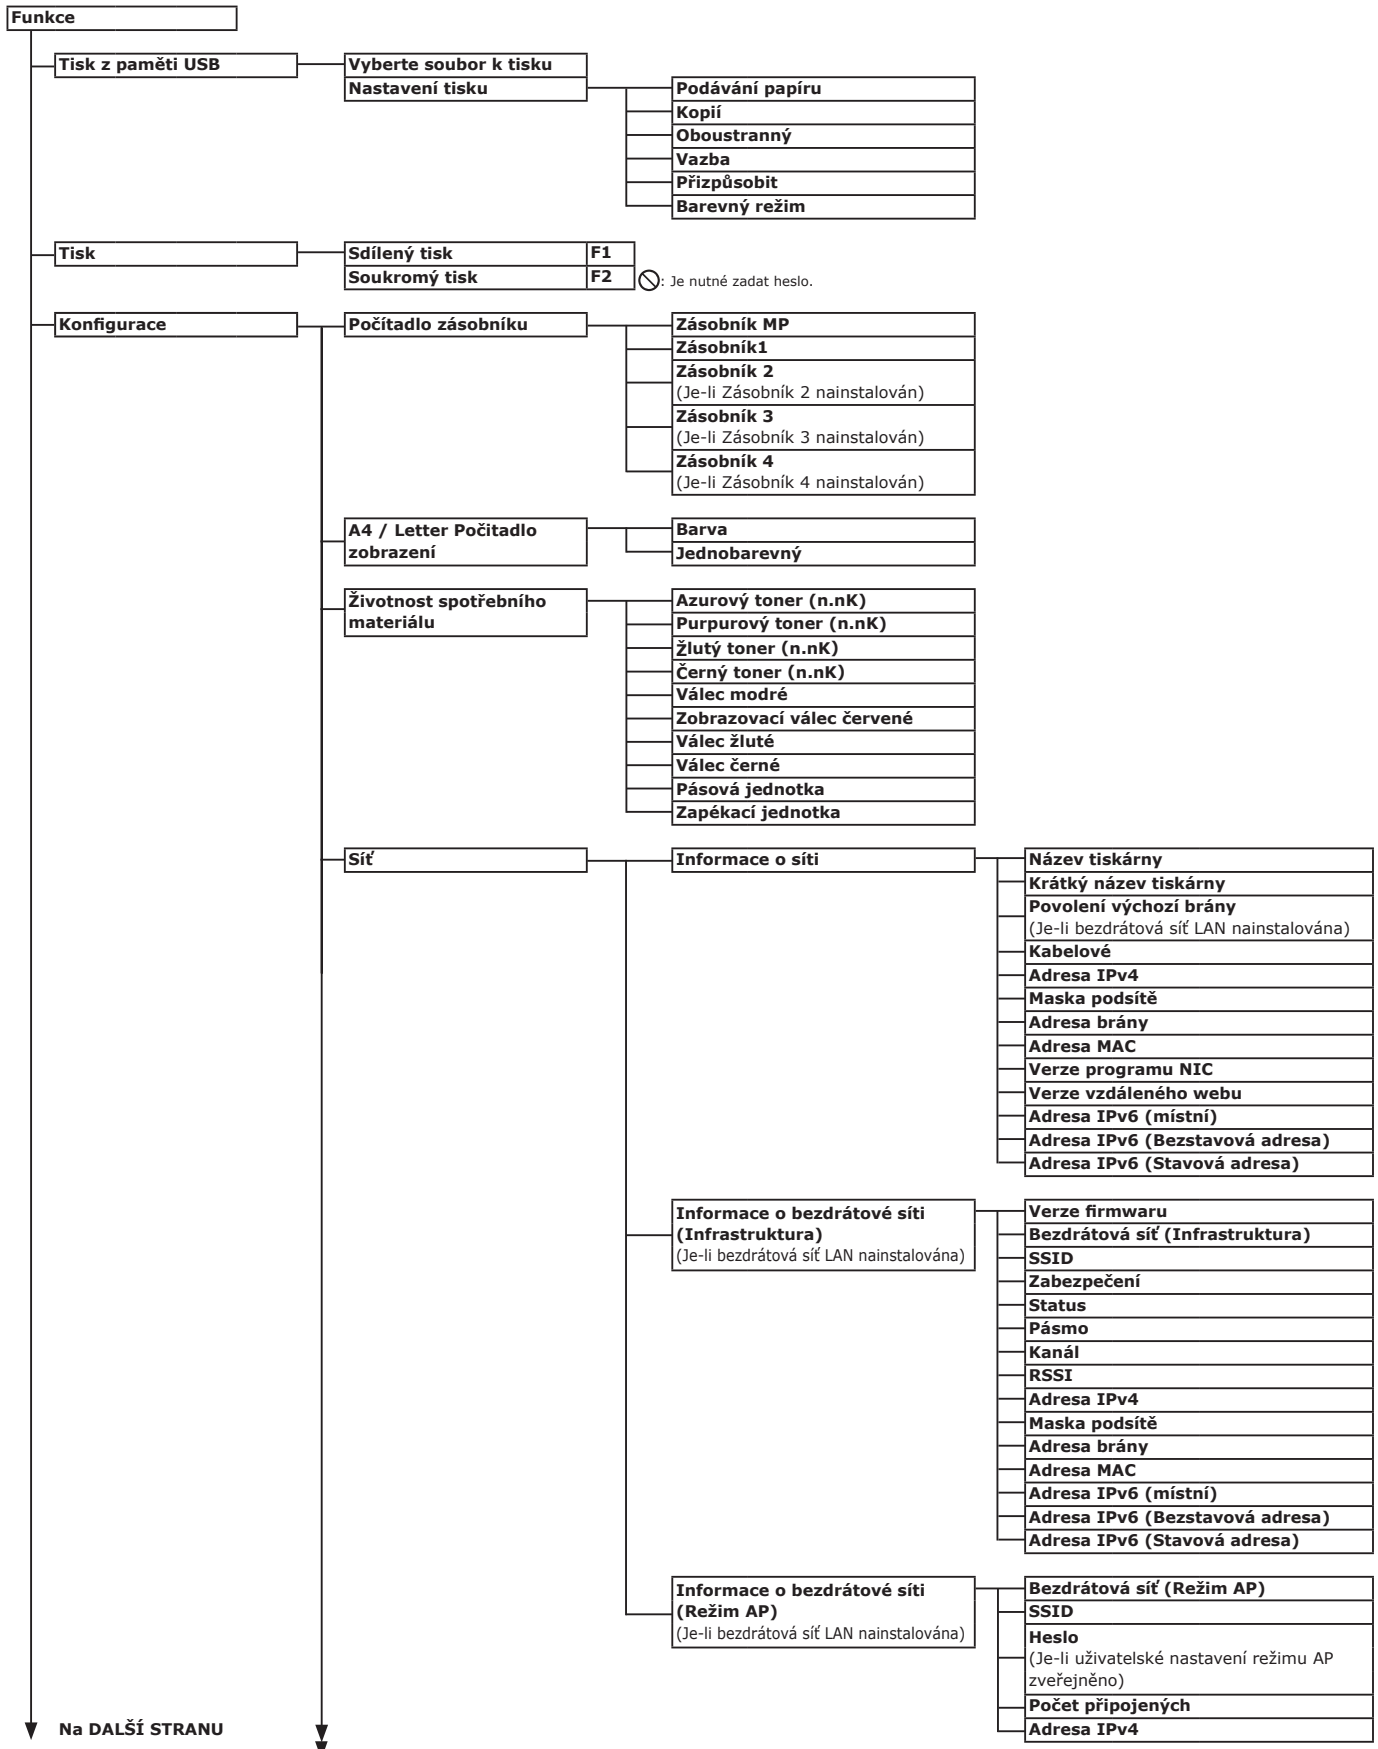 Funkce
Tisk z paměti USB
Vyberte soubor k tisku
Nastavení tisku
Podávání papíru
Kopií
Oboustranný
Vazba
Přizpůsobit
Barevný režim
Tisk
Sdílený tisk F1
Soukromý tisk F2
: Je nutné zadat heslo.
Konfigurace
Počítadlo zásobníku
Zásobník MP
Zásobník1
Zásobník 2
(Je-li Zásobník 2 nainstalován)
Zásobník 3
(Je-li Zásobník 3 nainstalován)
Zásobník 4
(Je-li Zásobník 4 nainstalován)
A4 / Letter Počitadlo
zobrazení
Barva
Jednobarevný
Životnost spotřebního
materiálu
Azurový toner (n.nK)
Purpurový toner (n.nK)
Žlutý toner (n.nK)
Černý toner (n.nK)
Válec modré
Zobrazovací válec červené
Válec žluté
Válec černé
Pásová jednotka
Zapékací jednotka
Síť
Informace o síti
Název tiskárny
Krátký název tiskárny
Povolení výchozí brány
(Je-li bezdrátová síť LAN nainstalována)
Kabelové
Adresa IPv4
Maska podsítě
Adresa brány
Adresa MAC
Verze programu NIC
Verze vzdáleného webu
Adresa IPv6 (místní)
Adresa IPv6 (Bezstavová adresa)
Adresa IPv6 (Stavová adresa)
Informace o bezdrátové síti
(Infrastruktura)
(Je-li bezdrátová síť LAN nainstalována)
Verze firmwaru
Bezdrátová síť (Infrastruktura)
SSID
Zabezpečení
Status
Pásmo
Kanál
RSSI
Adresa IPv4
Maska podsítě
Adresa brány
Adresa MAC
Adresa IPv6 (místní)
Adresa IPv6 (Bezstavová adresa)
Adresa IPv6 (Stavová adresa)
Informace o bezdrátové síti
(Režim AP)
(Je-li bezdrátová síť LAN nainstalována)
Bezdrátová síť (Režim AP)
SSID
Heslo
(Je-li uživatelské nastavení režimu AP
zveřejněno)
Počet připojených
Adresa IPv4
Na DALŠÍ STRANU